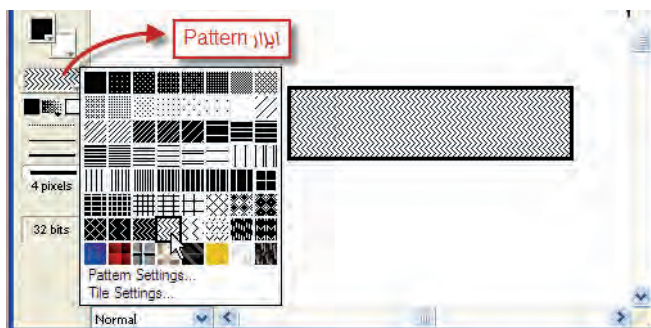 ابزار Pattern
4 pixels
32 bits
Pattern Settings...
Tile Settings...
Normal